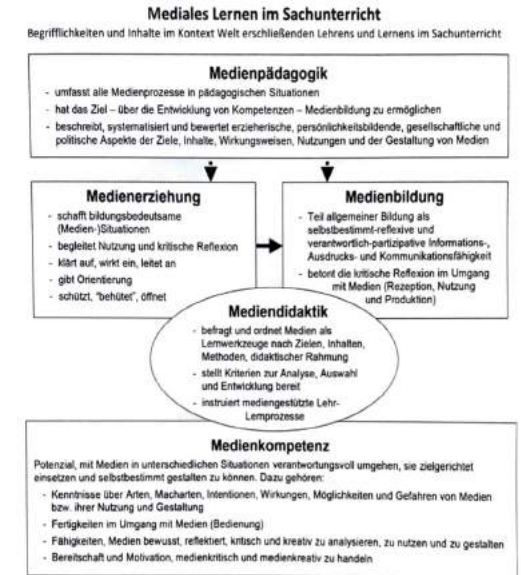 Mediales Lernen im Sachunterricht
Begrifflichkeiten und Inhalte im Kontext Welt erschließenden Lehrens und Lernens im Sachunterricht
Medienpädagogik
- umfasst alle Medienprozesse in pädagogischen Situationen
- hat das Ziel – über die Entwicklung von Kompetenzen – Medienbildung zu ermöglichen
- beschreibt, systematisiert und bewertet erzieherische, persönlichkeitsbildende, gesellschaftliche und
politische Aspekte der Ziele, Inhalte, Wirkungsweisen, Nutzungen und der Gestaltung von Medien
Medienerziehung
- schafft bildungsbedeutsame
(Medien-)Situationen
- begleitet Nutzung und kritische Reflexion
- klärt auf, wirkt ein, leitet an
- gibt Orientierung
- schützt, "behütet", öffnet
Medienbildung
- Teil allgemeiner Bildung als
selbstbestimmt-reflexive und
verantwortlich-partizipative Informations-,
Ausdrucks- und Kommunikationsfähigkeit
- betont die kritische Reflexion im Umgang
mit Medien (Rezeption, Nutzung
und Produktion)
Mediendidaktik
- befragt und ordnet Medien als
Lernwerkzeuge nach Zielen, Inhalten,
Methoden, didaktischer Rahmung
- stellt Kriterien zur Analyse, Auswahl
und Entwicklung bereit
- instruiert mediengestützte Lehr-
Lernprozesse
Medienkompetenz
Potenzial, mit Medien in unterschiedlichen Situationen verantwortungsvoll umgehen, sie zielgerichtet
einsetzen und selbstbestimmt gestalten zu können. Dazu gehören:
- Kenntnisse über Arten, Macharten, Intentionen, Wirkungen, Möglichkeiten und Gefahren von Medien
bzw. ihrer Nutzung und Gestaltung
- Fertigkeiten im Umgang mit Medien (Bedienung)
- Fähigkeiten, Medien bewusst, reflektiert, kritisch und kreativ zu analysieren, zu nutzen und zu gestalten
- Bereitschaft und Motivation, medienkritisch und medienkreativ zu handeln